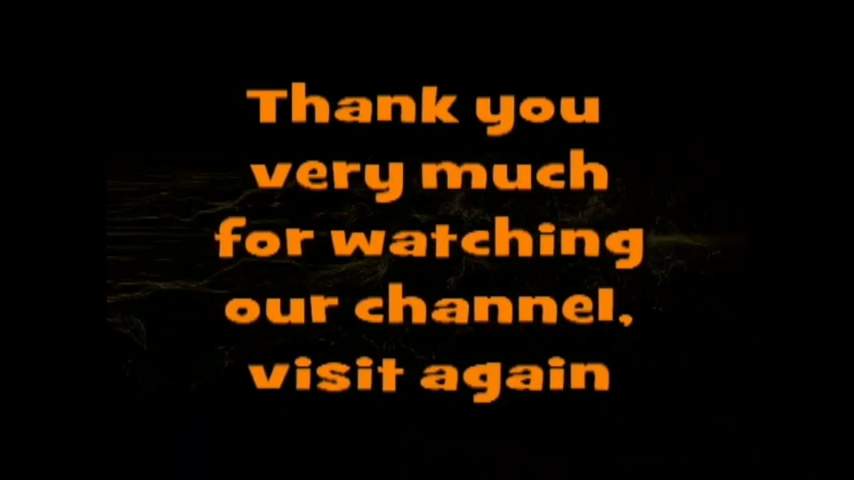 Thank you
very much
for watching
our channel,
visit again